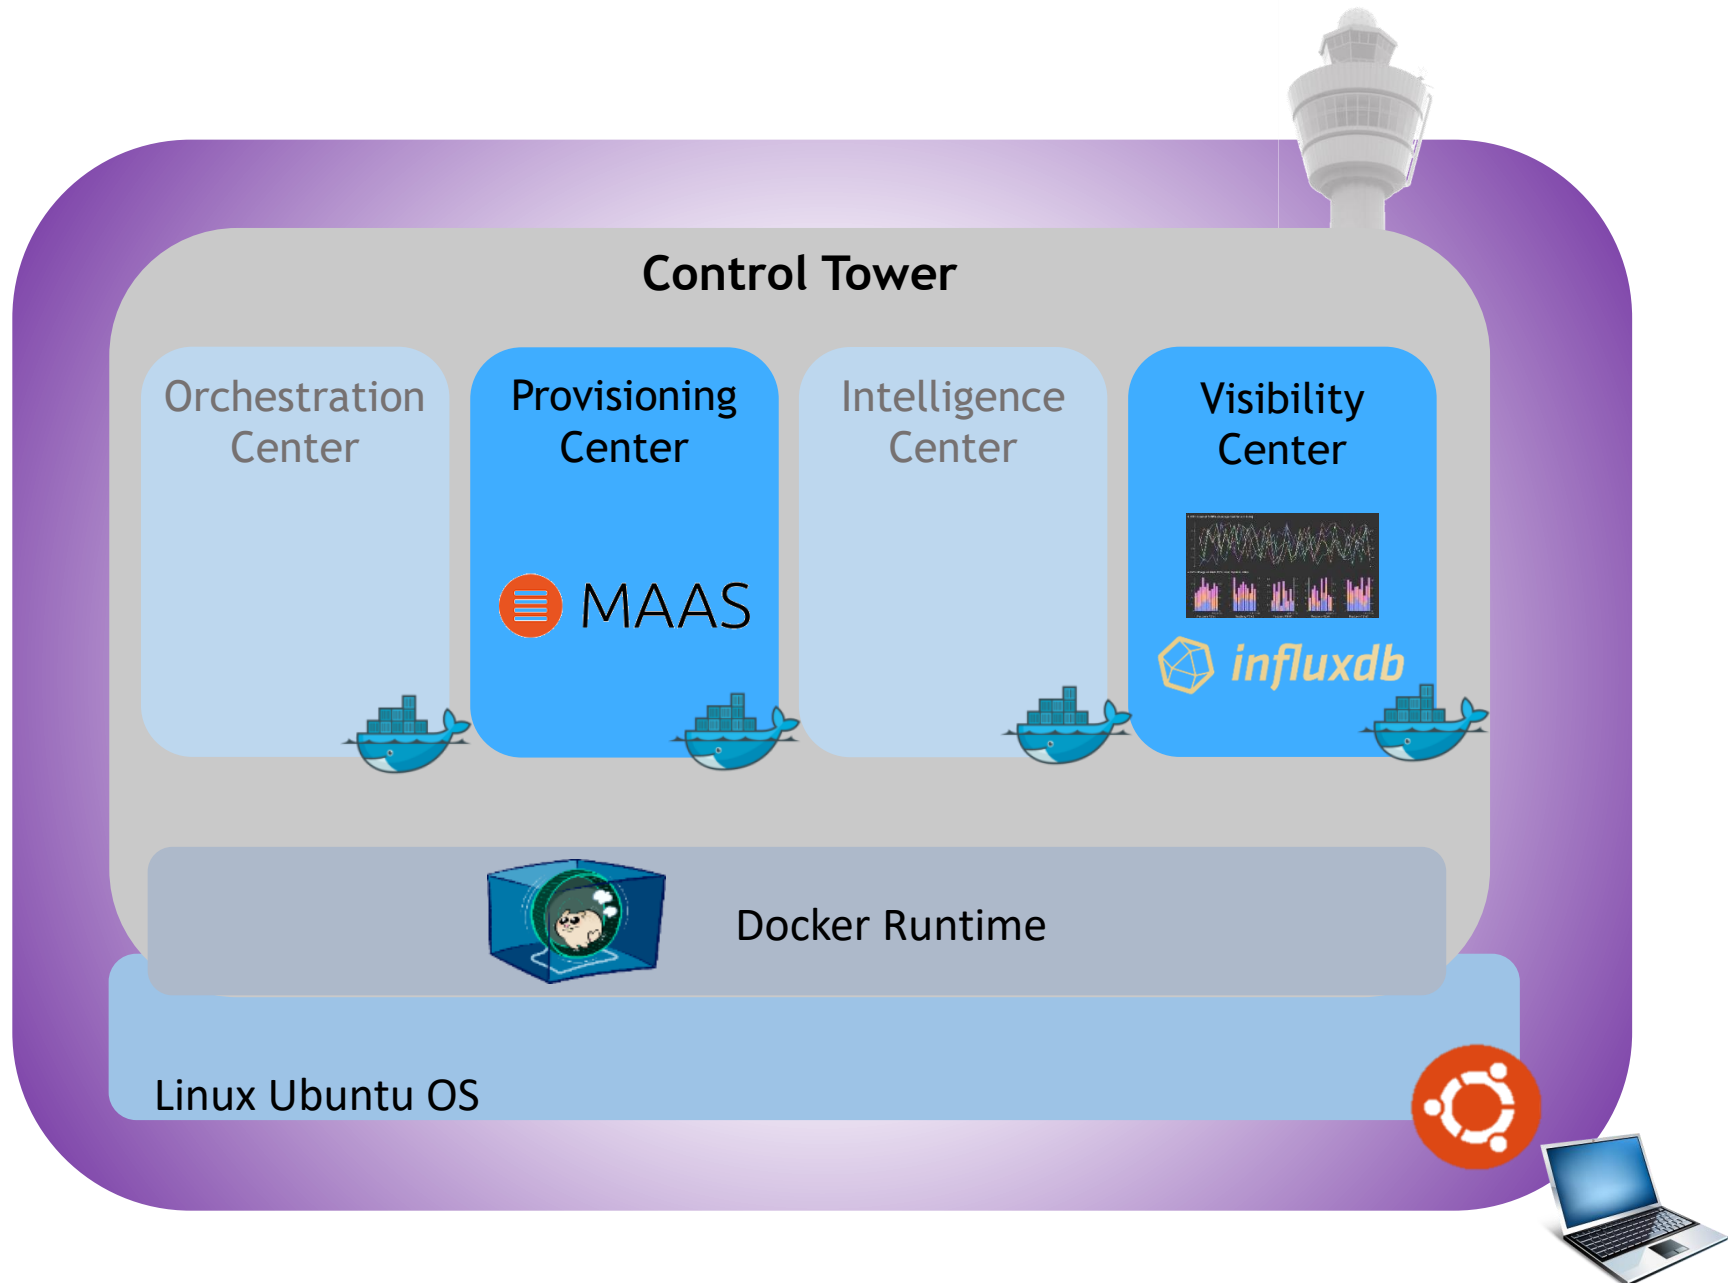 Control Tower
Orchestration
Center
Provisioning
Center
MAAS
Intelligence
Center
Visibility
Center
influxdb
Docker Runtime
Linux Ubuntu OS